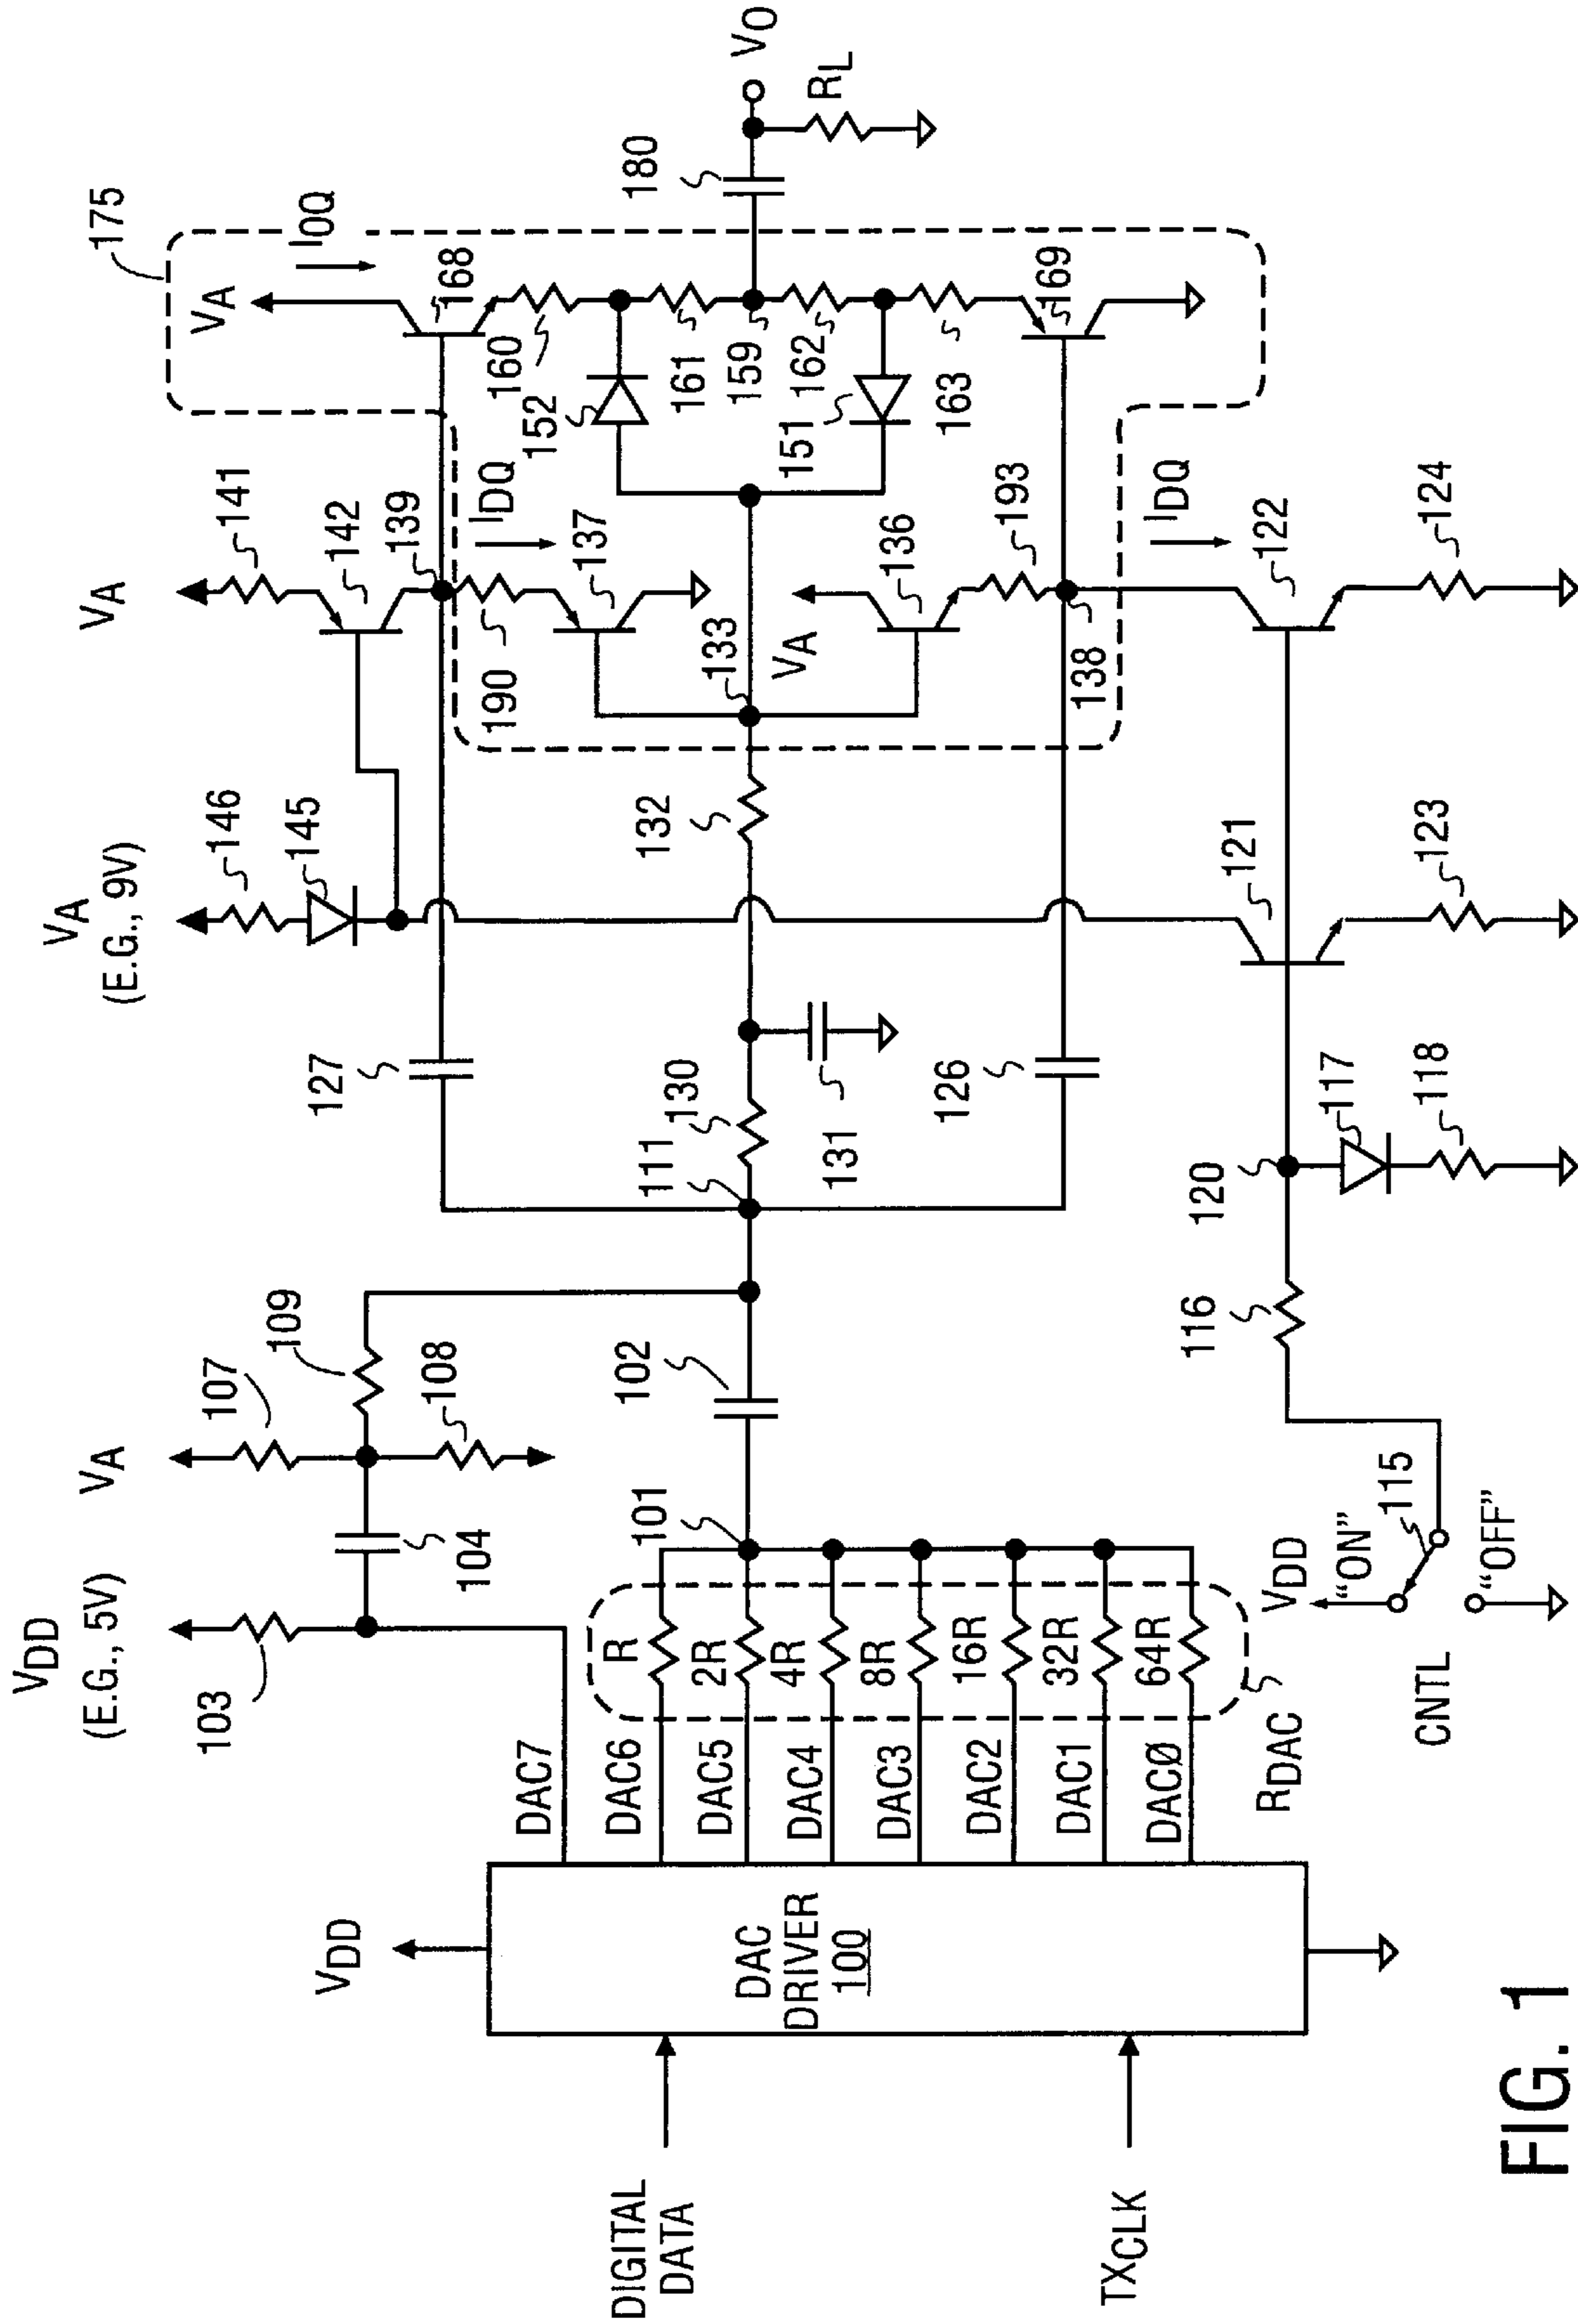 175
VA
IOQ
168
160
152
161
159
162
151
163
169
180
VO
RL
VA
141
142
139
IDQ
190
137
133
VA
136
193
138
IDQ
122
124
VA
(E.G., 9V)
146
145
132
121
123
127
111
130
131
126
120
117
118
116
109
107
VA
108
102
VDD
(E.G., 5V)
103
104
101
R
2R
4R
8R
16R
32R
64R
RDAC
VDD
"ON"
115
"OFF"
CNTL
DAC7
DAC6
DAC5
DAC4
DAC3
DAC2
DAC1
DACØ
VDD
DAC
DRIVER
100
DIGITAL
DATA
TXCLK
FIG. 1